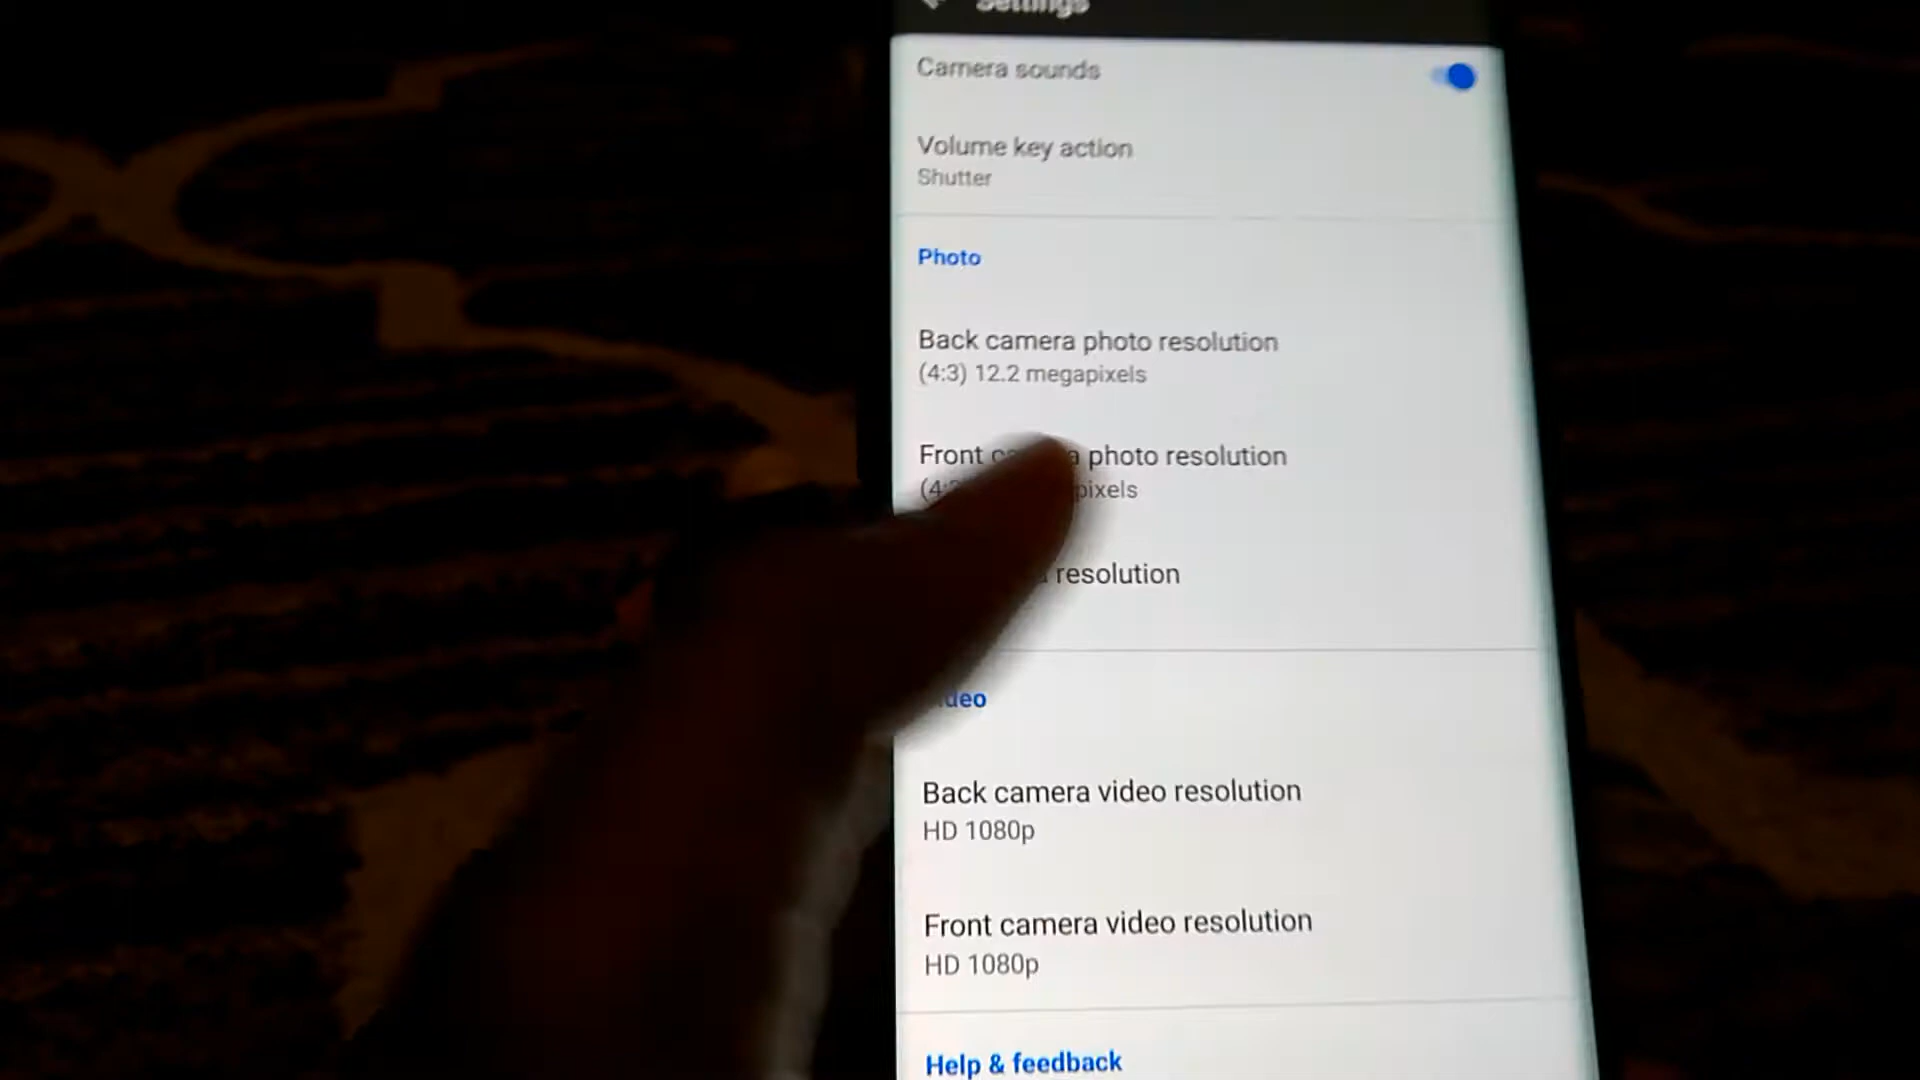 Settings
Camera sounds
Volume key action
Shutter
Photo
Back camera photo resolution
(4:3) 12.2 megapixels
Front photo resolution
resolution
Back camera video resolution
HD 1080p
Front camera video resolution
HD 1080p
Help & feedback